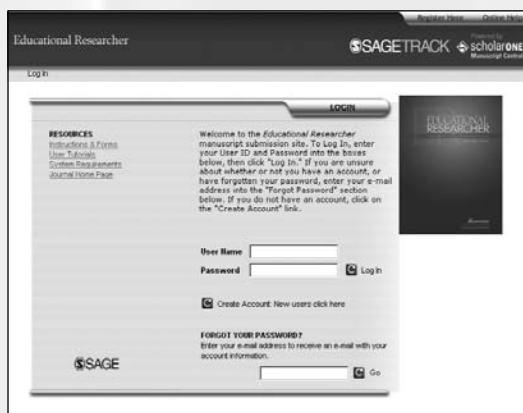 Register Here Online Help
Educational Researcher
SAGETRACK
Powered by
scholarONE
Manuscript Central
Log In
LOGIN
RESOURCES
Instructions & Forms
User Tutorials
System Requirements
Journal Home Page
Welcome to the Educational Researcher
manuscript submission site. To Log In, enter
your User ID and Password into the boxes
below, then click "Log In." If you are unsure
about whether or not you have an account, or
have forgotten your password, enter your e-mail
address into the "Forgot Password" section
below. If you do not have an account, click on
the "Create Account" link.
EDUCATIONAL
RESEARCHER
User Name
Password
Log In
Create Account: New users click here
FORGOT YOUR PASSWORD?
Enter your e-mail address to receive an e-mail with your
account information.
Go
SAGE